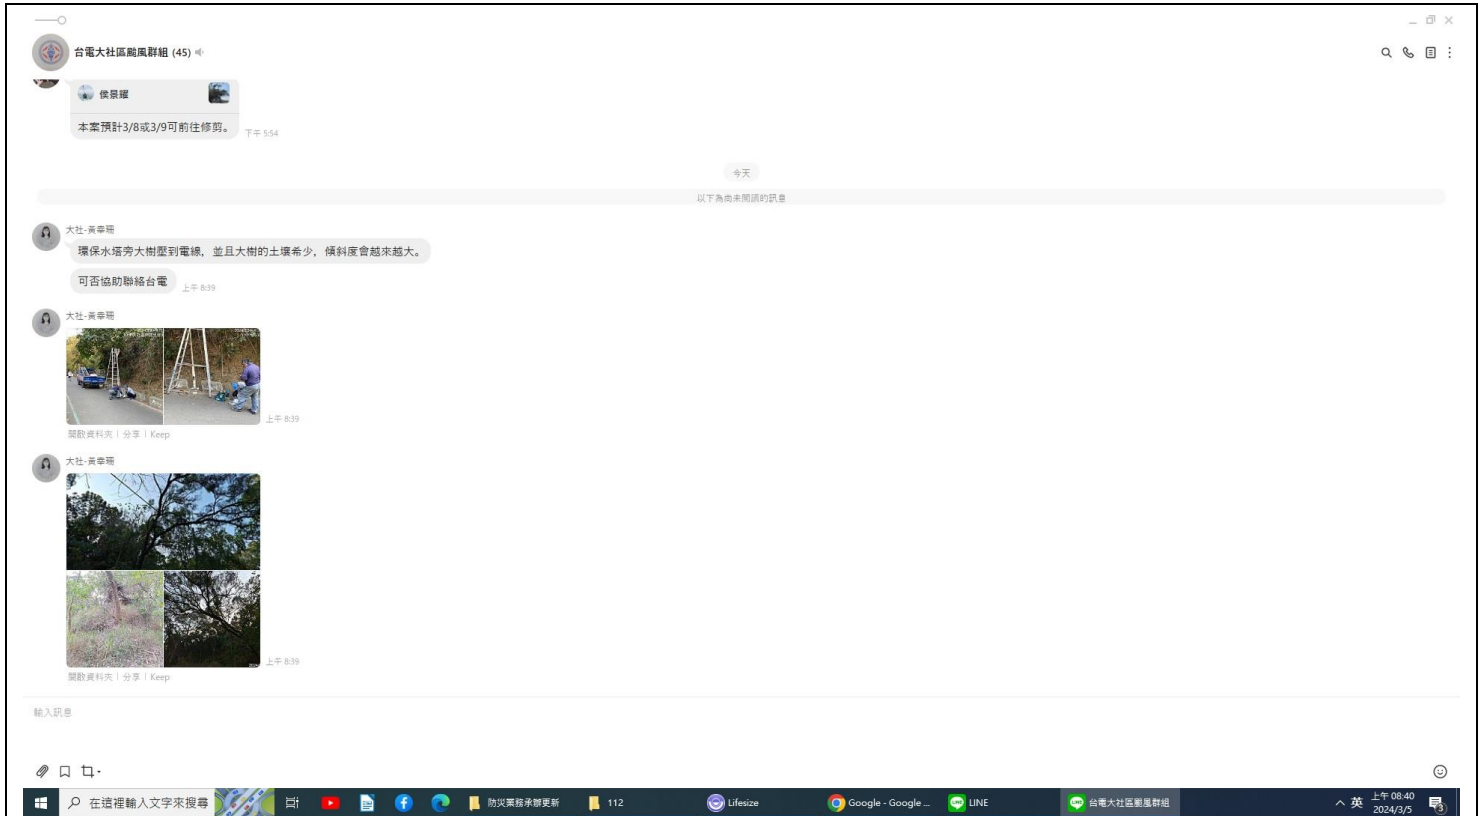 台電大社區颱風群組 (45)
侯景耀
本案預計3/8或3/9可前往修剪。
下午 5:54
今天
以下為尚未閱讀的訊息
大社-黃幸珊
環保水塔旁大樹壓到電線，並且大樹的土壤希少，傾斜度會越來越大。
可否協助聯絡台電
上午 8:39
大社-黃幸珊
上午 8:39
開啟資料夾 | 分享 | Keep
大社-黃幸珊
上午 8:39
開啟資料夾 | 分享 | Keep
輸入訊息
在這裡輸入文字來搜尋
防災業務承辦更新
112
Lifesize
Google - Google ...
LINE
台電大社區颱風群組
英
上午 08:40
2024/3/5
3